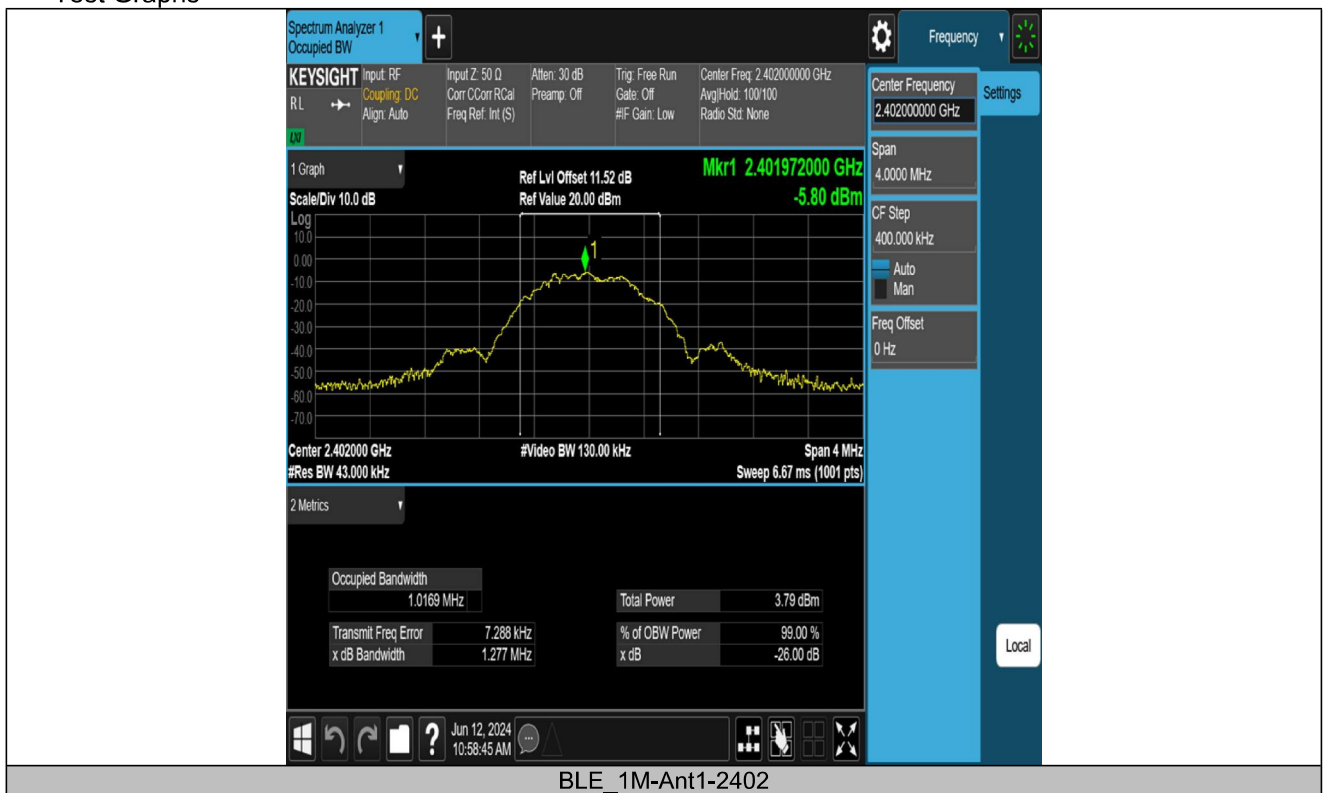 Test Graphs
Spectrum Analyzer 1
Occupied BW
+
Frequency
KEYSIGHT
RL
LXI
Input: RF
Coupling: DC
Align: Auto
Input Z: 50 Ω
Corr CCorr RCal
Freq Ref: Int (S)
Atten: 30 dB
Preamp: Off
Trig: Free Run
Gate: Off
#IF Gain: Low
Center Freq: 2.402000000 GHz
Avg|Hold: 100/100
Radio Std: None
Center Frequency
2.402000000 GHz
Settings
Span
4.0000 MHz
CF Step
400.000 kHz
Auto
Man
Freq Offset
0 Hz
Local
1 Graph
Scale/Div 10.0 dB
Ref Lvl Offset 11.52 dB
Ref Value 20.00 dBm
Mkr1 2.401972000 GHz
-5.80 dBm
Log
10.0
0.00
-10.0
-20.0
-30.0
-40.0
-50.0
-60.0
-70.0
1
Center 2.402000 GHz
#Res BW 43.000 kHz
#Video BW 130.00 kHz
Span 4 MHz
Sweep 6.67 ms (1001 pts)
2 Metrics
Occupied Bandwidth
1.0169 MHz
Total Power 3.79 dBm
Transmit Freq Error 7.288 kHz
% of OBW Power 99.00 %
x dB Bandwidth 1.277 MHz
x dB -26.00 dB
?
Jun 12, 2024
10:58:45 AM
BLE_1M-Ant1-2402